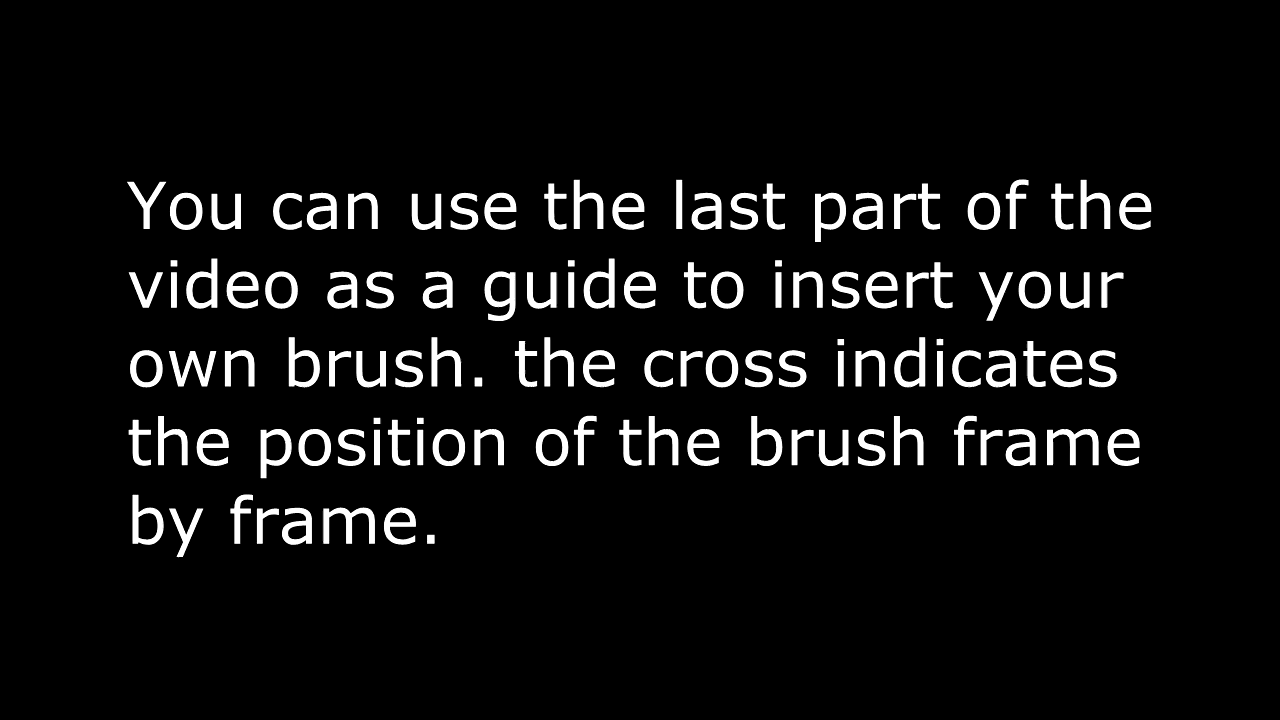 You can use the last part of the
video as a guide to insert your
own brush. the cross indicates
the position of the brush frame
by frame.